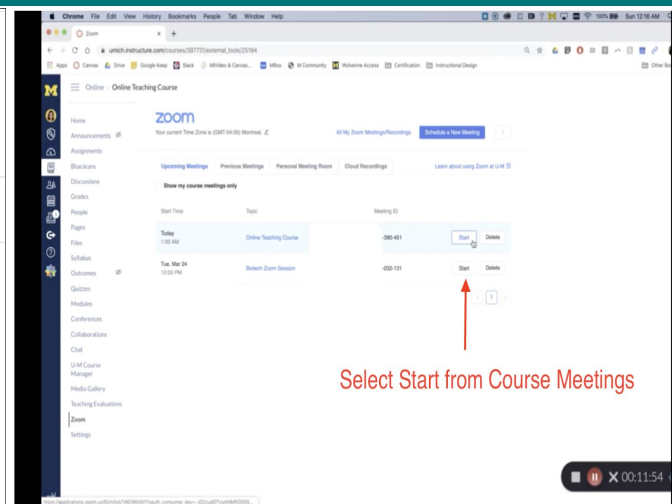 Chrome File Edit View History Bookmarks People Tab Window Help 100% Sun 12:16 AM
Zoom
umich.instructure.com/courses/397731/external_tools/25194
Apps Canvas Drive Google Keep Slack MiVideo & Canvas... MBox M Community Wolverine Access Certification Instructional Design Other Bo
Online Online Teaching Course
Home
Announcements
Assignments
BlueJeans
Discussions
Grades
People
Pages
Files
Syllabus
Outcomes
Quizzes
Modules
Conferences
Collaborations
Chat
U-M Course
Manager
Media Gallery
Teaching Evaluations
Zoom
Settings
zoom
Your current Time Zone is (GMT-04:00) Montreal.
All My Zoom Meetings/Recordings
Schedule a New Meeting
Upcoming Meetings Previous Meetings Personal Meeting Room Cloud Recordings Learn about using Zoom at U-M
Show my course meetings only
Start Time Topic Meeting ID
Today
1:00 AM
Online Teaching Course -390-451 Start Delete
Tue, Mar 24
12:00 PM
Biotech Zoom Session -032-131 Start Delete
1
Select Start from Course Meetings
00:11:54